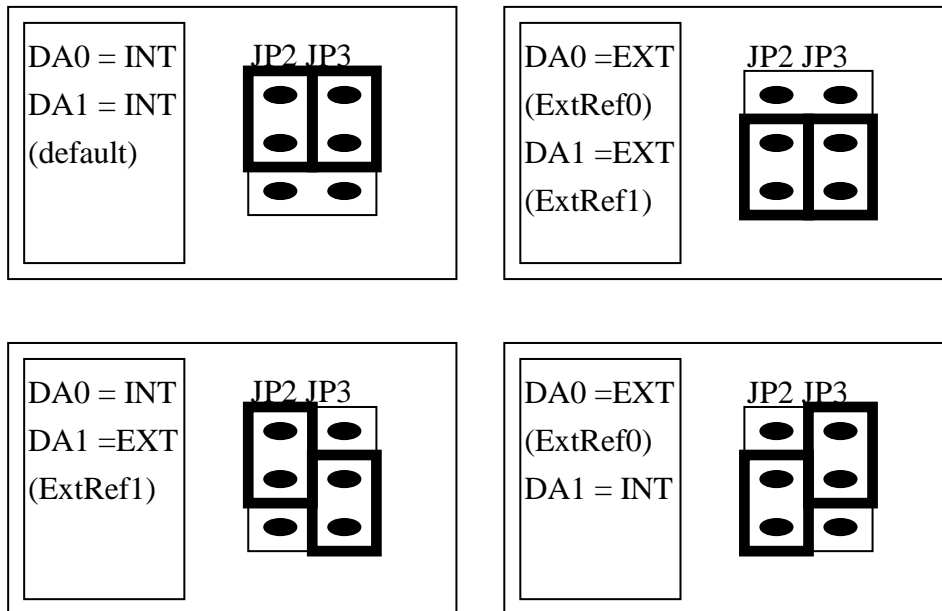 DA0 = INT
DA1 = INT
(default)
JP2 JP3
DA0 =EXT
(ExtRef0)
DA1 =EXT
(ExtRef1)
JP2 JP3
DA0 = INT
DA1 =EXT
(ExtRef1)
JP2 JP3
DA0 =EXT
(ExtRef0)
DA1 = INT
JP2 JP3